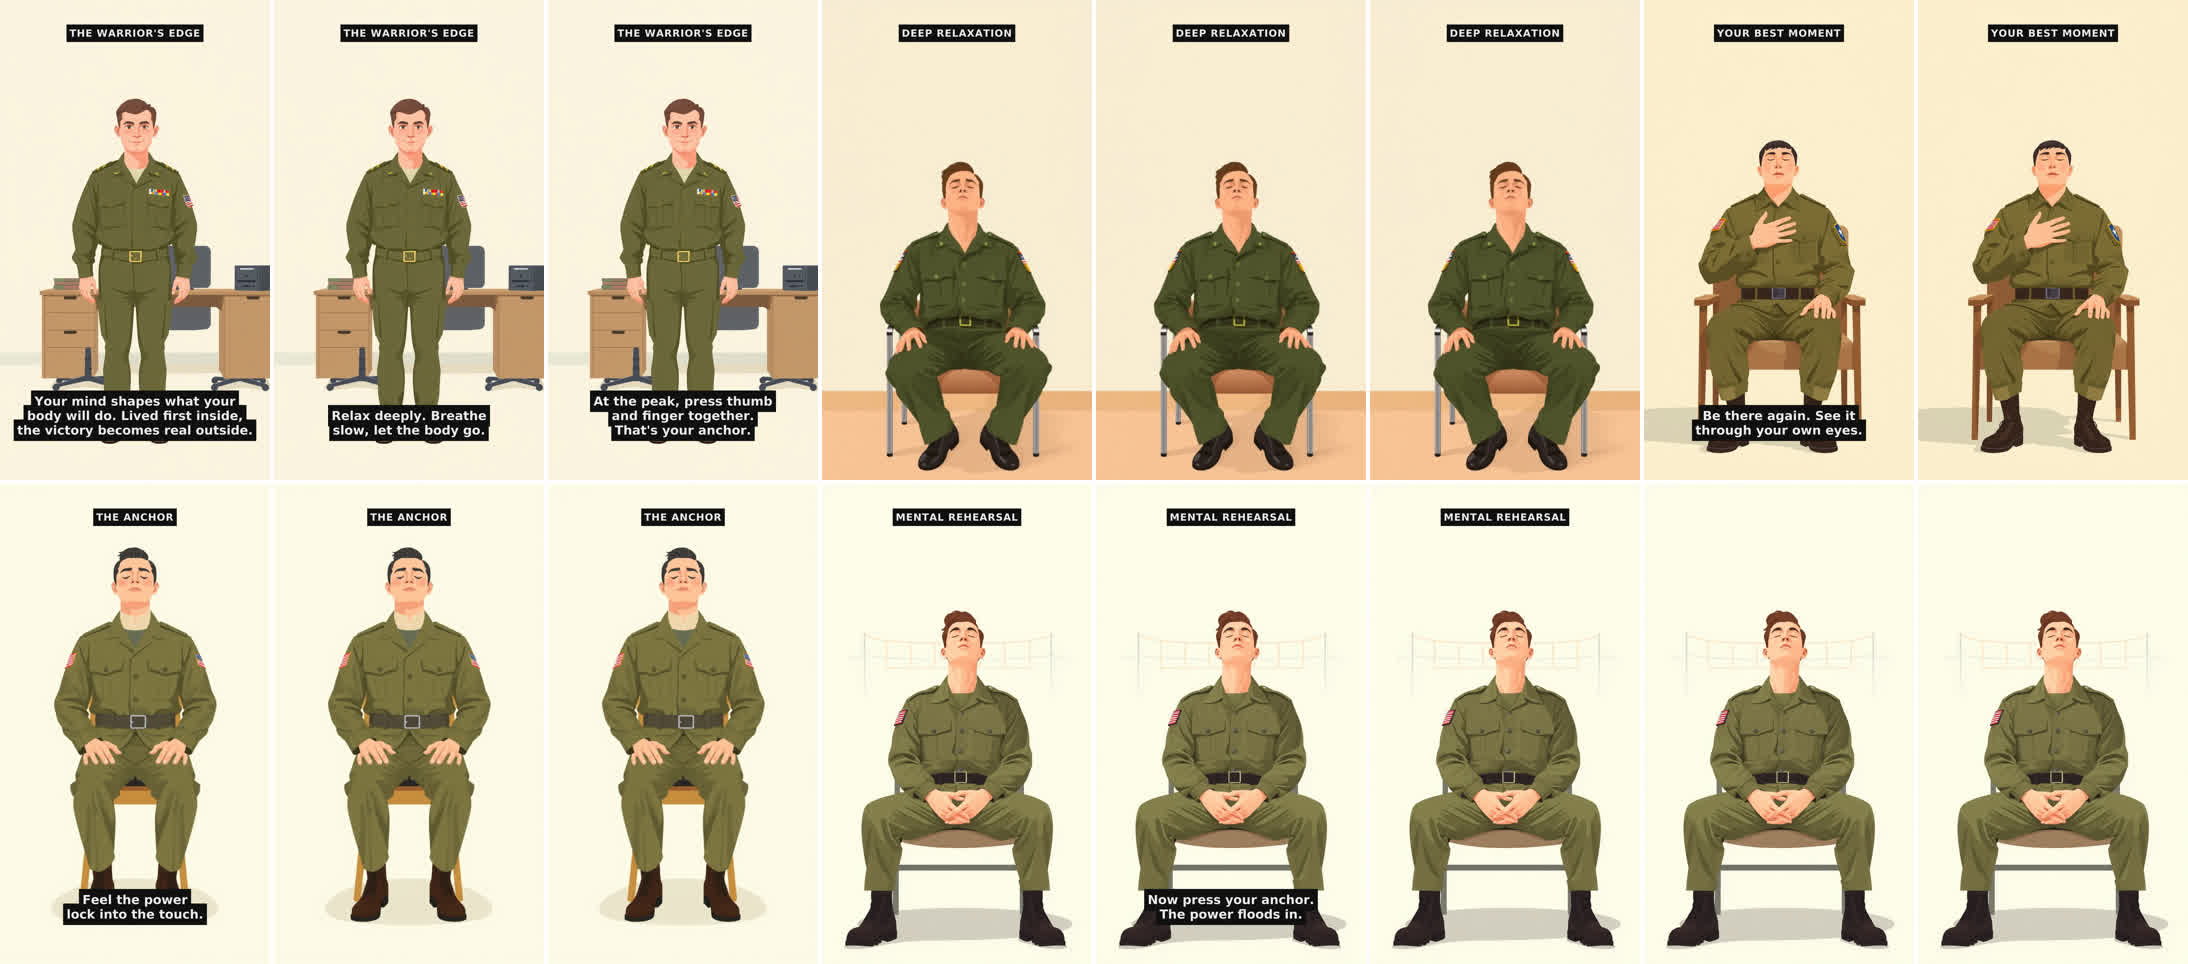 THE WARRIOR'S EDGE
Your mind shapes what your
body will do. Lived first inside,
the victory becomes real outside.
THE WARRIOR'S EDGE
Relax deeply. Breathe
slow, let the body go.
THE WARRIOR'S EDGE
At the peak, press thumb
and finger together.
That's your anchor.
DEEP RELAXATION
DEEP RELAXATION
DEEP RELAXATION
YOUR BEST MOMENT
Be there again. See it
through your own eyes.
YOUR BEST MOMENT
THE ANCHOR
Feel the power
lock into the touch.
THE ANCHOR
THE ANCHOR
MENTAL REHEARSAL
MENTAL REHEARSAL
Now press your anchor.
The power floods in.
MENTAL REHEARSAL